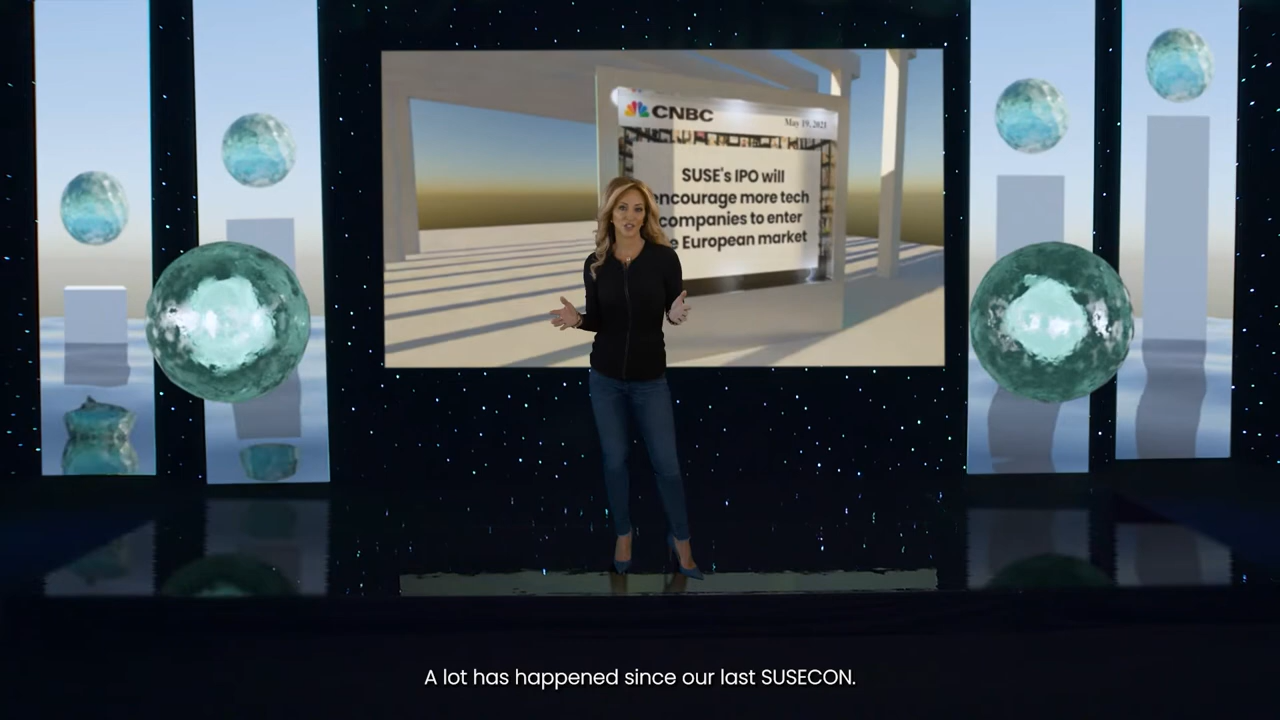 CNBC
May 19, 2021
SUSE's IPO will
encourage more tech
companies to enter
European market
A lot has happened since our last SUSECON.